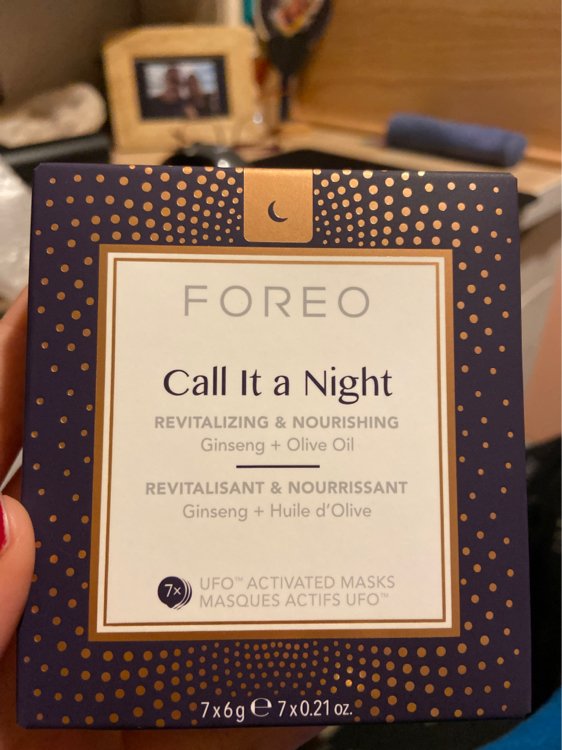 FOREO
Call It a Night
REVITALIZING & NOURISHING
Ginseng + Olive Oil
REVITALISANT & NOURRISSANT
Ginseng + Huile d'Olive
7x UFO™ ACTIVATED MASKS
MASQUES ACTIFS UFO™
7 x 6 g ℮ 7 x 0.21 oz.